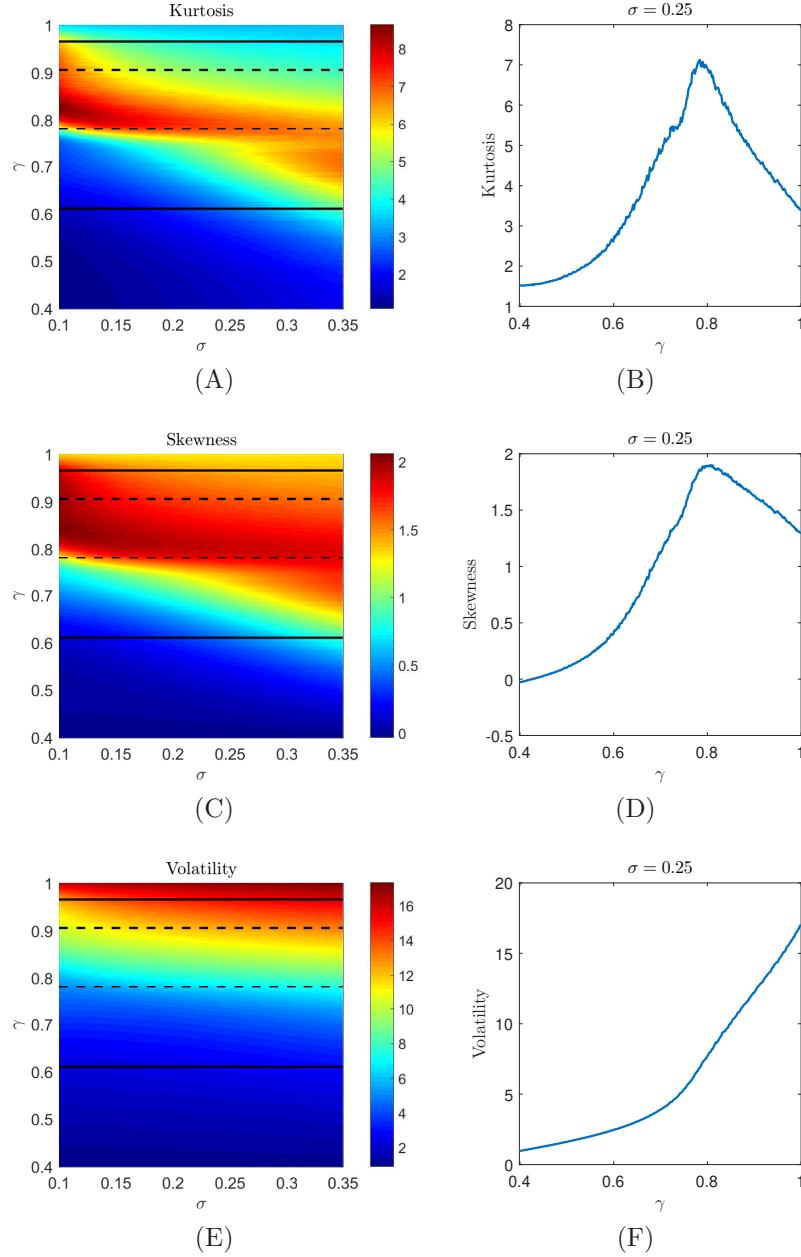 Kurtosis
1
0.9
0.8
0.7
0.6
0.5
0.4
γ
0.1 0.15 0.2 0.25 0.3 0.35
σ
8
7
6
5
4
3
2
(A)
σ = 0.25
8
7
6
5
4
3
2
1
Kurtosis
0.4 0.6 0.8 1
γ
(B)
Skewness
1
0.9
0.8
0.7
0.6
0.5
0.4
γ
0.1 0.15 0.2 0.25 0.3 0.35
σ
2
1.5
1
0.5
0
(C)
σ = 0.25
2
1.5
1
0.5
0
-0.5
Skewness
0.4 0.6 0.8 1
γ
(D)
Volatility
1
0.9
0.8
0.7
0.6
0.5
0.4
γ
0.1 0.15 0.2 0.25 0.3 0.35
σ
16
14
12
10
8
6
4
2
(E)
σ = 0.25
20
15
10
5
0
Volatility
0.4 0.6 0.8 1
γ
(F)